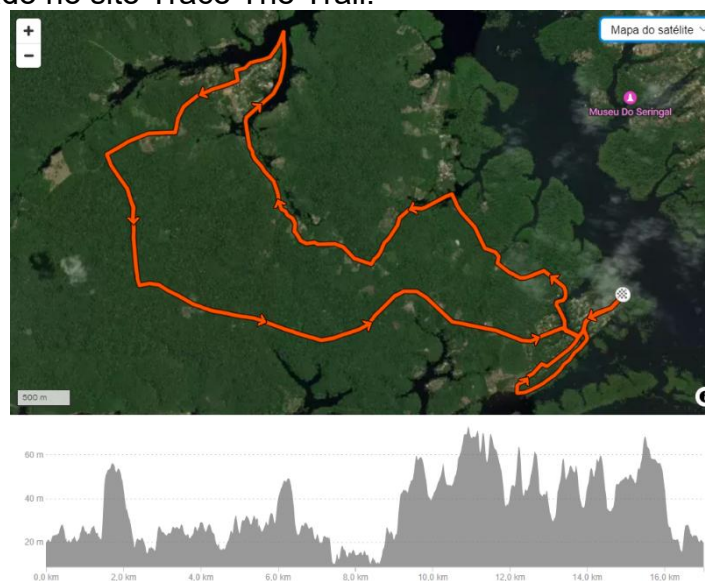 de no site Trace The Trail.
+
Mapa do satélite
−
Museu Do Seringal
500 m
60 m
40 m
20 m
0,0 km 2,0 km 4,0 km 6,0 km 8,0 km 10,0 km 12,0 km 14,0 km 16,0 km